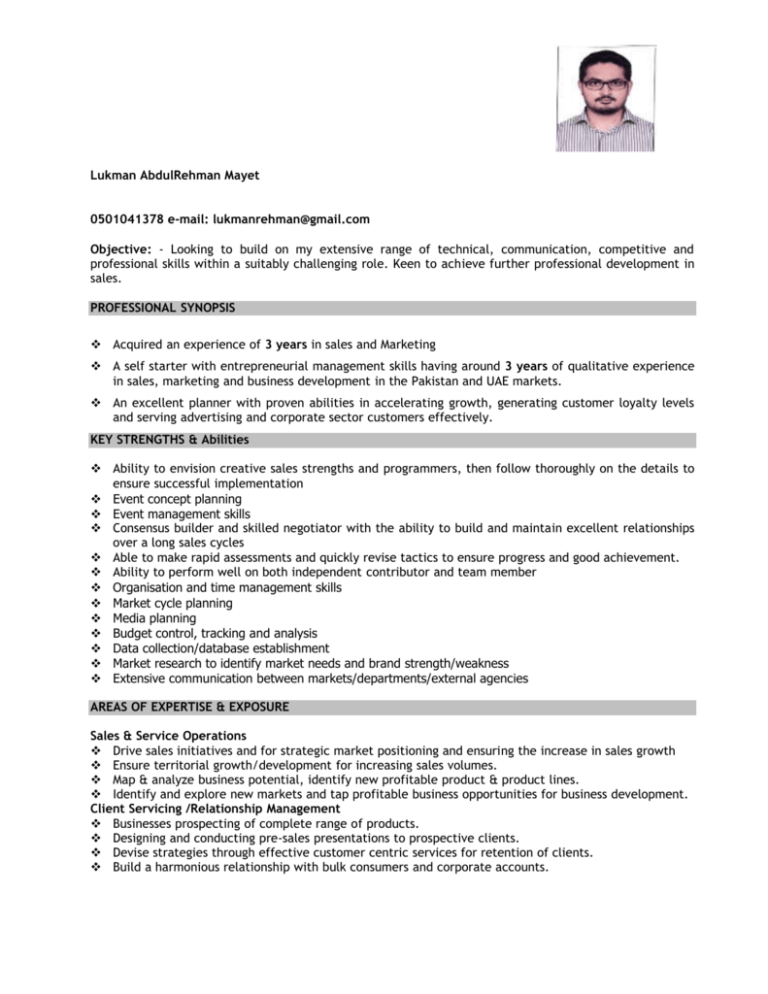 Lukman AbdulRehman Mayet
0501041378 e-mail: lukmanrehman@gmail.com
Objective: - Looking to build on my extensive range of technical, communication, competitive and
professional skills within a suitably challenging role. Keen to achieve further professional development in
sales.
PROFESSIONAL SYNOPSIS
❖ Acquired an experience of 3 years in sales and Marketing
❖ A self starter with entrepreneurial management skills having around 3 years of qualitative experience
in sales, marketing and business development in the Pakistan and UAE markets.
❖ An excellent planner with proven abilities in accelerating growth, generating customer loyalty levels
and serving advertising and corporate sector customers effectively.
KEY STRENGTHS & Abilities
❖ Ability to envision creative sales strengths and programmers, then follow thoroughly on the details to
ensure successful implementation
❖ Event concept planning
❖ Event management skills
❖ Consensus builder and skilled negotiator with the ability to build and maintain excellent relationships
over a long sales cycles
❖ Able to make rapid assessments and quickly revise tactics to ensure progress and good achievement.
❖ Ability to perform well on both independent contributor and team member
❖ Organisation and time management skills
❖ Market cycle planning
❖ Media planning
❖ Budget control, tracking and analysis
❖ Data collection/database establishment
❖ Market research to identify market needs and brand strength/weakness
❖ Extensive communication between markets/departments/external agencies
AREAS OF EXPERTISE & EXPOSURE
Sales & Service Operations
❖ Drive sales initiatives and for strategic market positioning and ensuring the increase in sales growth
❖ Ensure territorial growth/development for increasing sales volumes.
❖ Map & analyze business potential, identify new profitable product & product lines.
❖ Identify and explore new markets and tap profitable business opportunities for business development.
Client Servicing /Relationship Management
❖ Businesses prospecting of complete range of products.
❖ Designing and conducting pre-sales presentations to prospective clients.
❖ Devise strategies through effective customer centric services for retention of clients.
❖ Build a harmonious relationship with bulk consumers and corporate accounts.